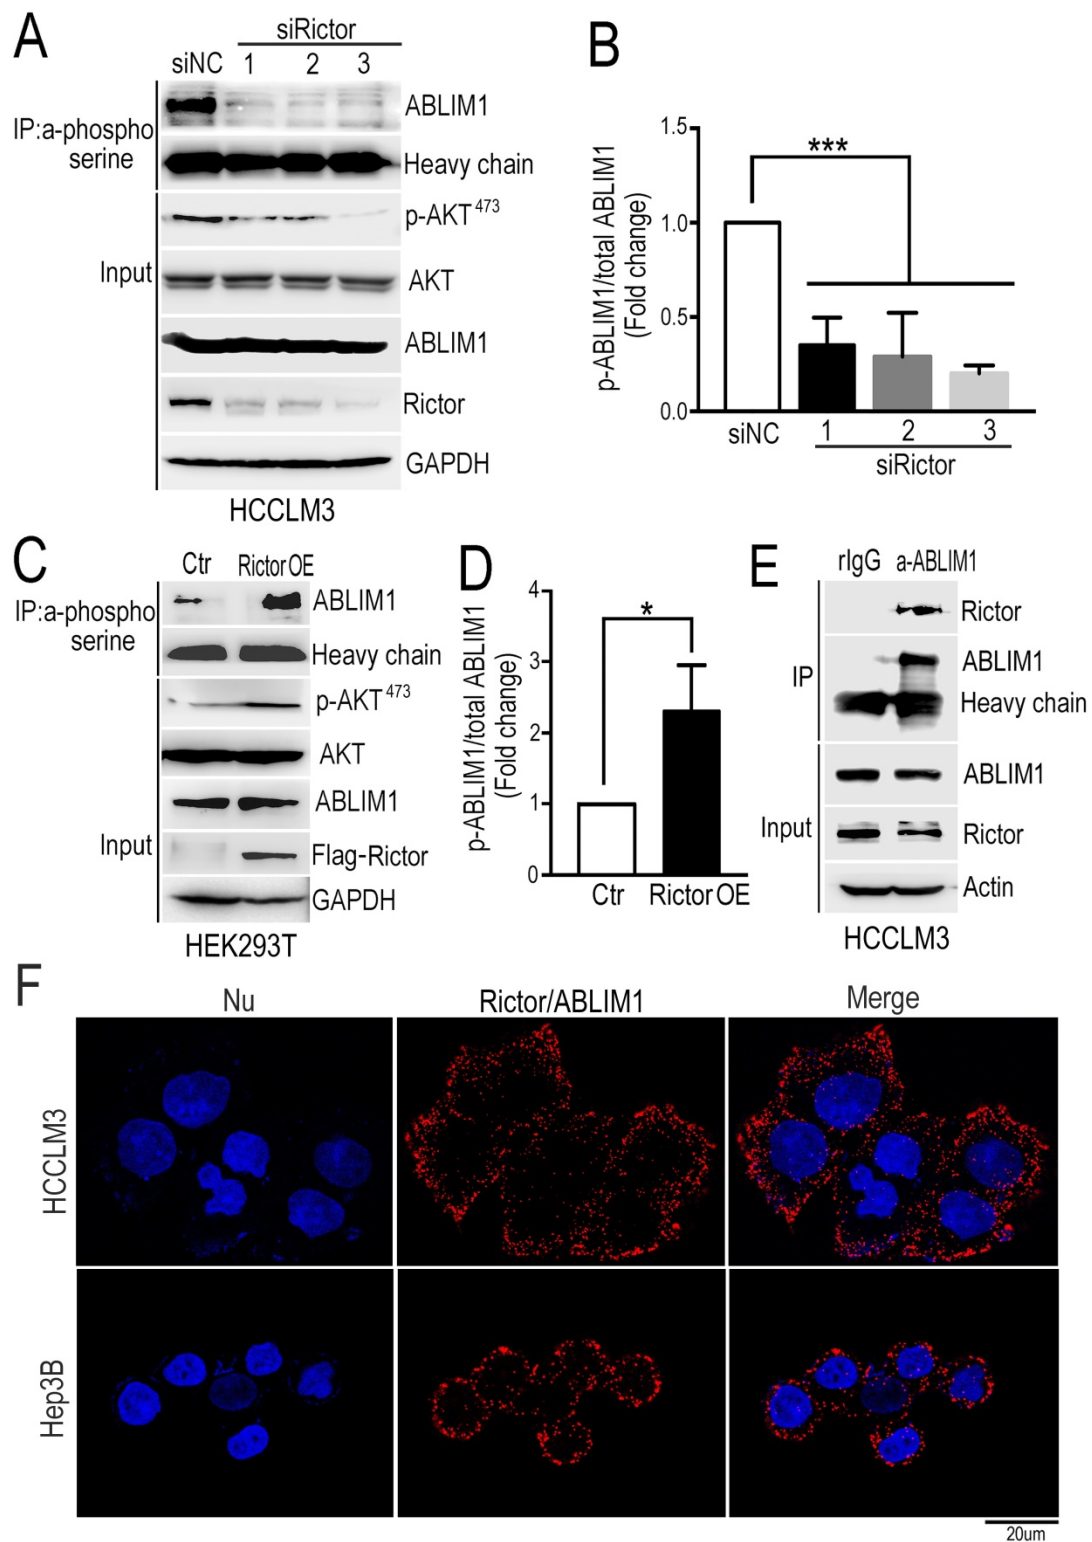 A
siRictor
siNC 1 2 3
IP:a-phospho
serine
ABLIM1
Heavy chain
p-AKT473
Input
AKT
ABLIM1
Rictor
GAPDH
HCCLM3
B
p-ABLIM1/total ABLIM1
(Fold change)
1.5
1.0
0.5
0.0
***
siNC 1 2 3
siRictor
C
Ctr Rictor OE
IP:a-phospho
serine
ABLIM1
Heavy chain
p-AKT473
AKT
ABLIM1
Input
Flag-Rictor
GAPDH
HEK293T
D
p-ABLIM1/total ABLIM1
(Fold change)
4
3
2
1
0
*
Ctr Rictor OE
E
rIgG a-ABLIM1
IP
Rictor
ABLIM1
Heavy chain
ABLIM1
Input
Rictor
Actin
HCCLM3
F
Nu Rictor/ABLIM1 Merge
HCCLM3
Hep3B
20um